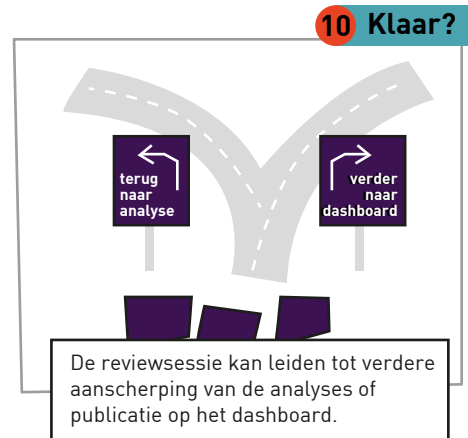 10 Klaar?
terug
naar
analyse
verder
naar
dashboard
De reviewsessie kan leiden tot verdere
aanscherping van de analyses of
publicatie op het dashboard.